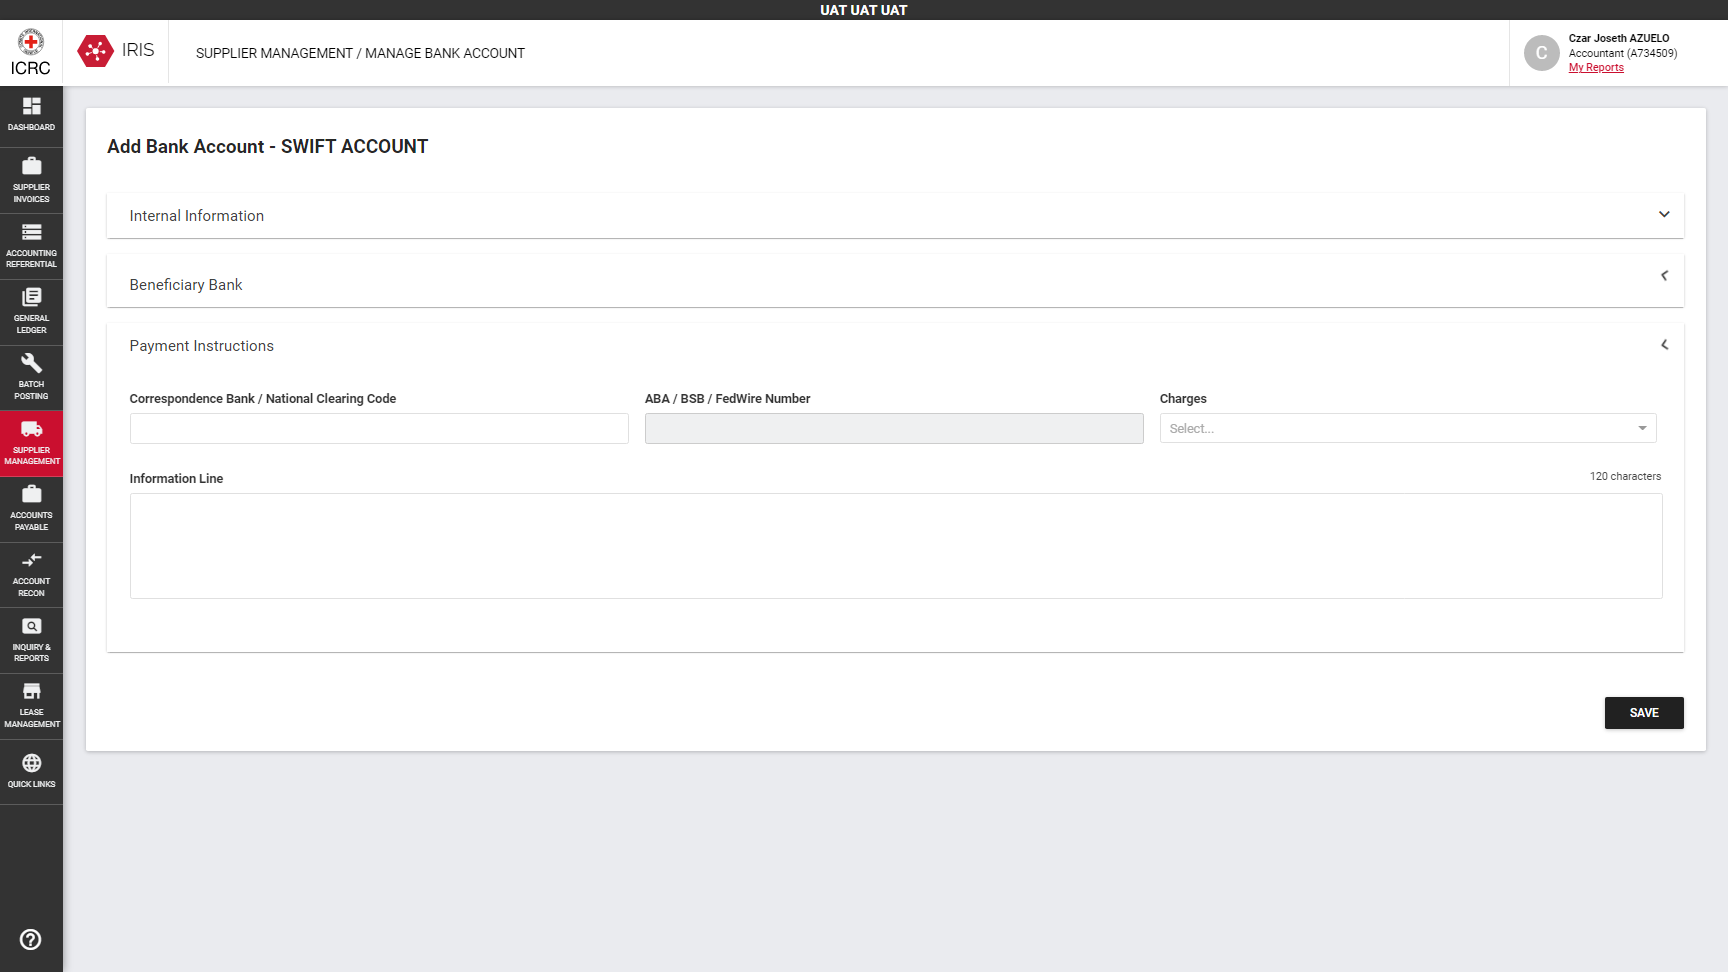 UAT UAT UAT
ICRC
IRIS
SUPPLIER MANAGEMENT / MANAGE BANK ACCOUNT
C
Czar Joseth AZUELO
Accountant (A734509)
My Reports
DASHBOARD
SUPPLIER
INVOICES
ACCOUNTING
REFERENTIAL
GENERAL
LEDGER
BATCH
POSTING
SUPPLIER
MANAGEMENT
ACCOUNTS
PAYABLE
ACCOUNT
RECON
INQUIRY &
REPORTS
LEASE
MANAGEMENT
QUICK LINKS
Add Bank Account - SWIFT ACCOUNT
Internal Information
Beneficiary Bank
Payment Instructions
Correspondence Bank / National Clearing Code
ABA / BSB / FedWire Number
Charges
Select...
Information Line
120 characters
SAVE